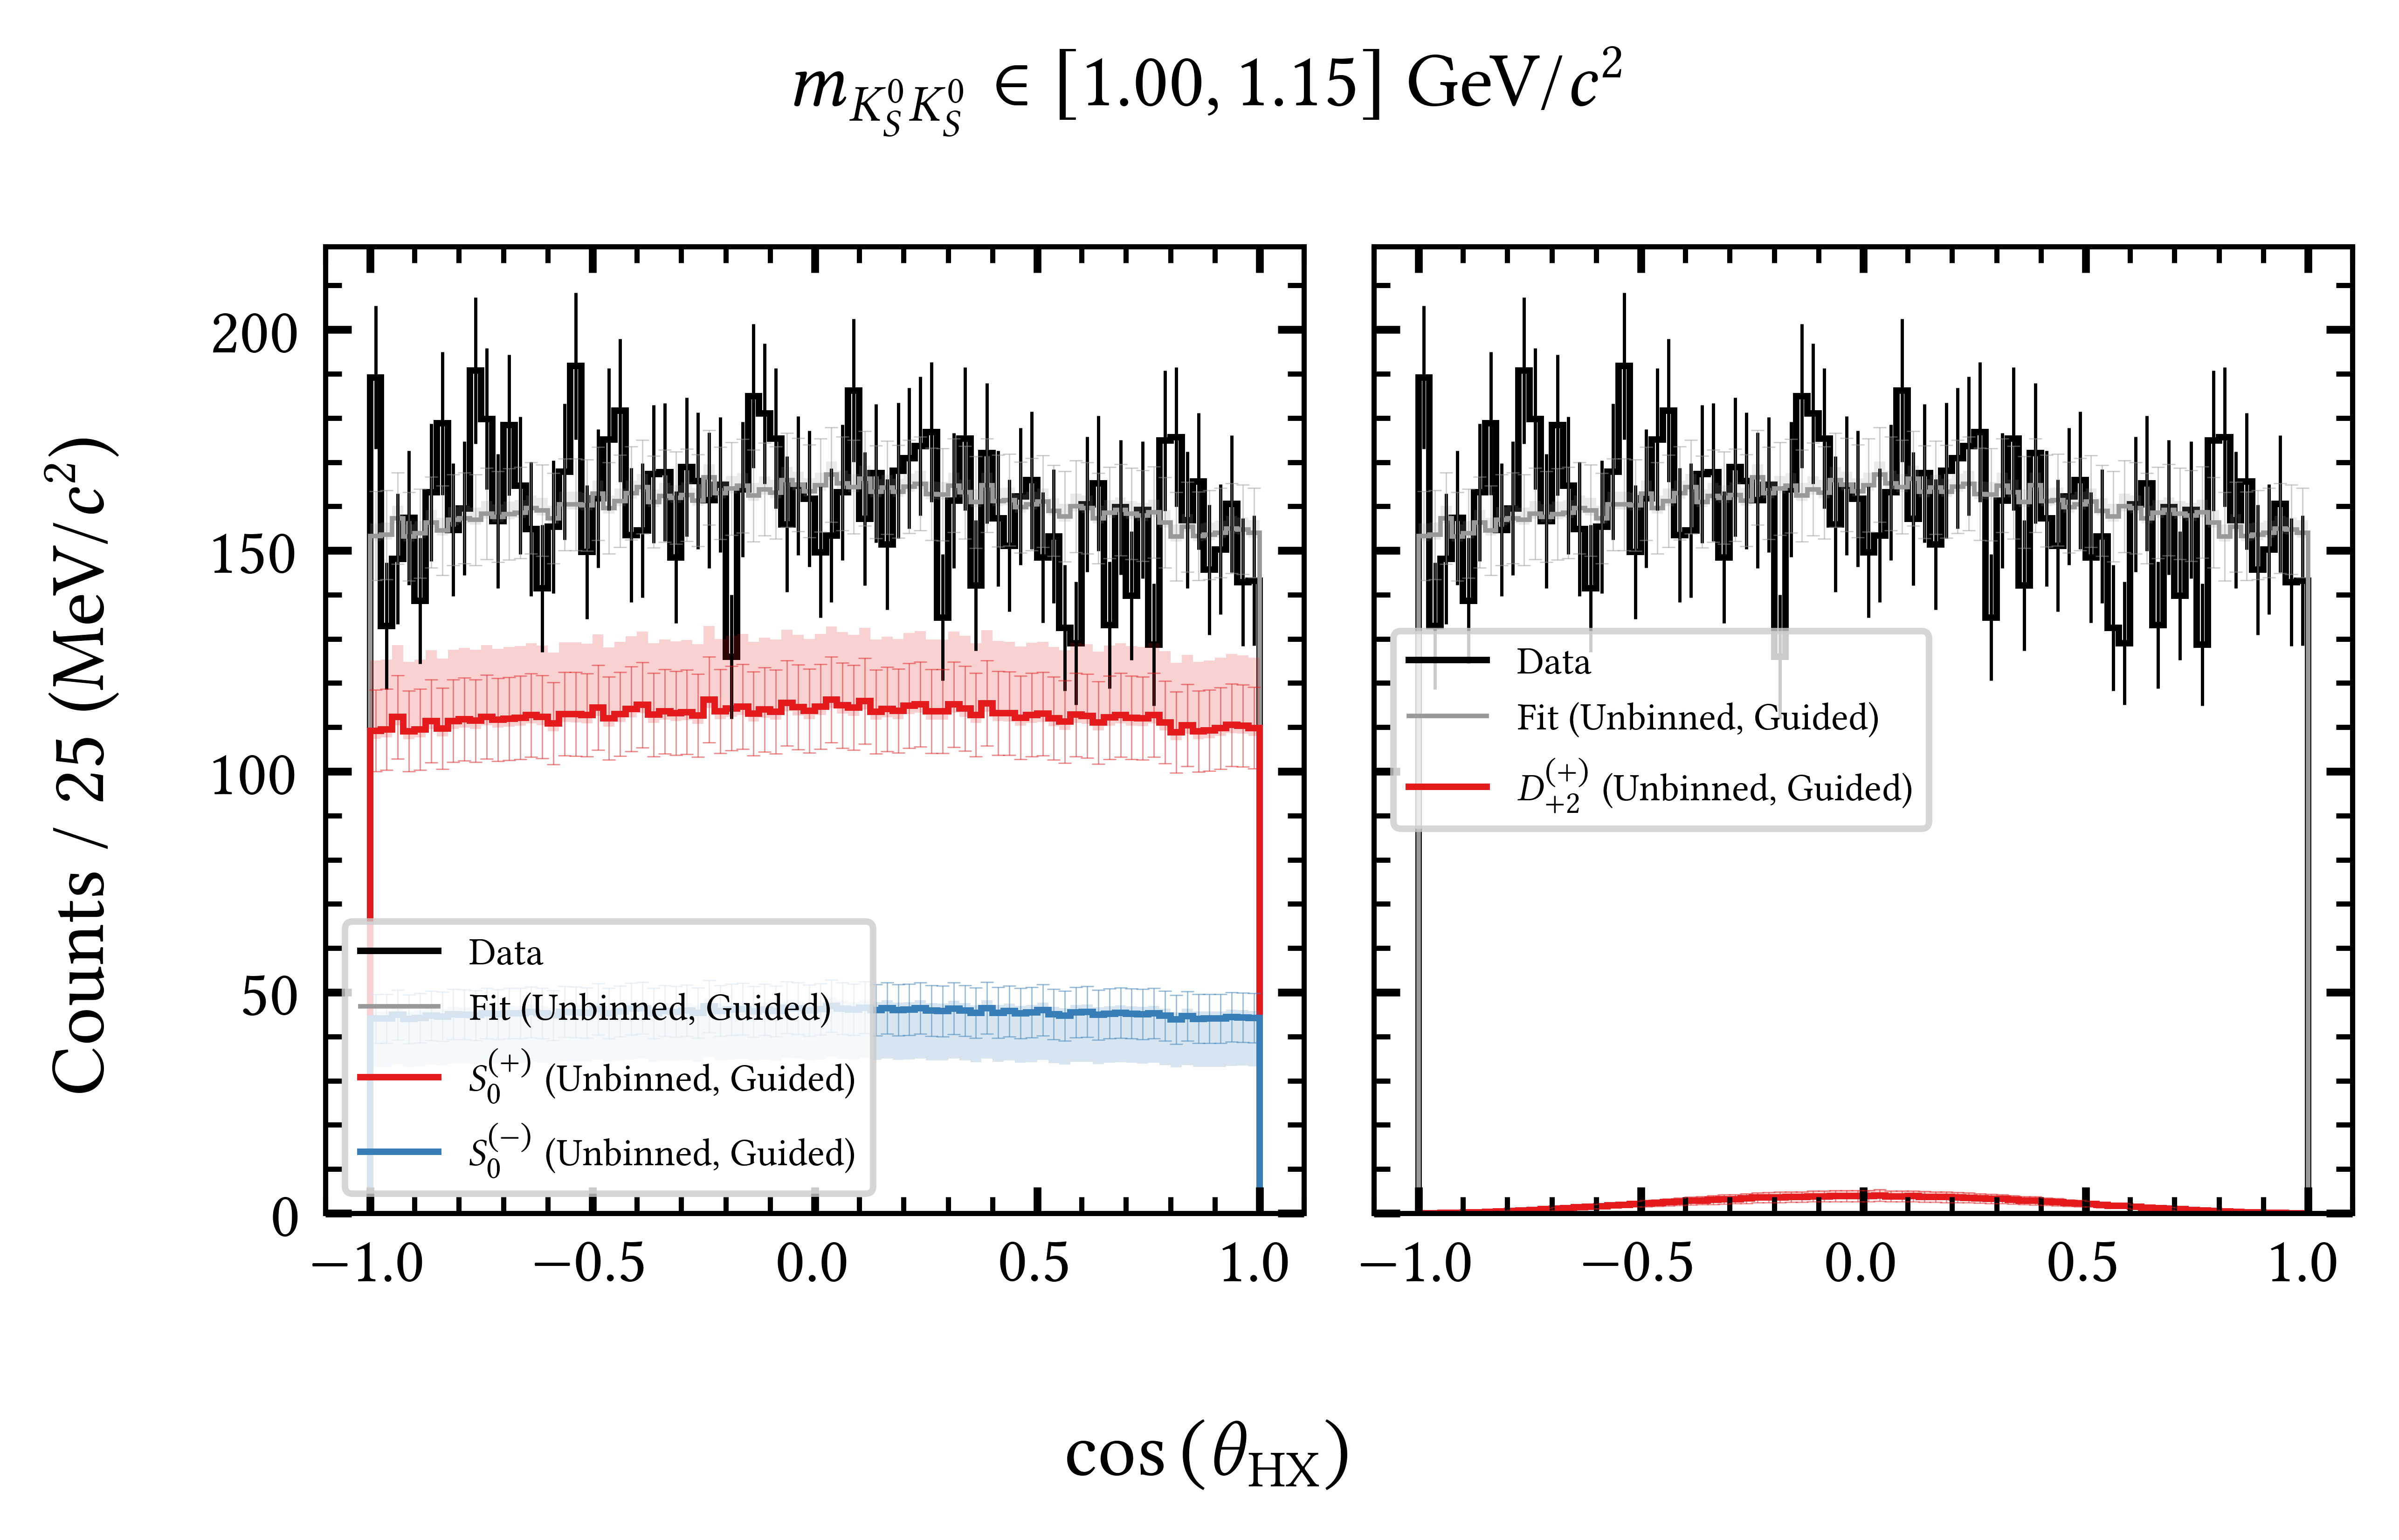 m_{K_S^0 K_S^0} ∈ [1.00, 1.15] GeV/c²
Counts / 25 (MeV/c²)
200
150
100
50
0
Data
Fit (Unbinned, Guided)
S_0^{(+)} (Unbinned, Guided)
S_0^{(−)} (Unbinned, Guided)
−1.0 −0.5 0.0 0.5 1.0
Data
Fit (Unbinned, Guided)
D_{+2}^{(+)} (Unbinned, Guided)
−1.0 −0.5 0.0 0.5 1.0
cos (θ_{HX})